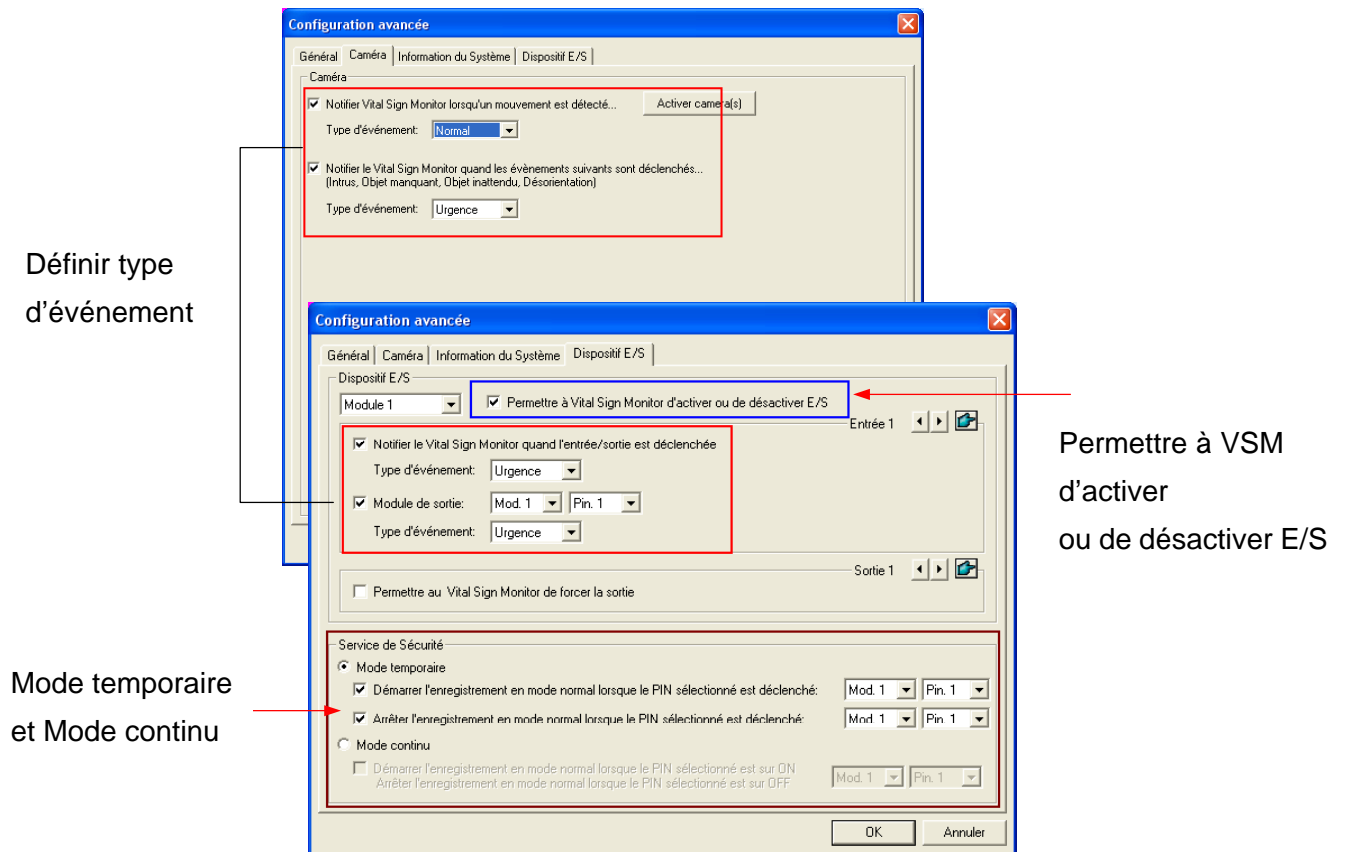 Configuration avancée
Général Caméra Information du Système Dispositif E/S
Caméra
Notifier Vital Sign Monitor lorsqu'un mouvement est détecté... Activer camera(s)
Type d'événement: Normal
Notifier le Vital Sign Monitor quand les évènements suivants sont déclenchés...
(Intrus, Objet manquant, Objet inattendu, Désorientation)
Type d'événement: Urgence
Définir type
d'événement
Configuration avancée
Général Caméra Information du Système Dispositif E/S
Dispositif E/S
Module 1 Permettre à Vital Sign Monitor d'activer ou de désactiver E/S
Entrée 1
Notifier le Vital Sign Monitor quand l'entrée/sortie est déclenchée
Type d'événement: Urgence
Module de sortie: Mod. 1 Pin. 1
Type d'événement: Urgence
Sortie 1
Permettre au Vital Sign Monitor de forcer la sortie
Permettre à VSM
d'activer
ou de désactiver E/S
Service de Sécurité
Mode temporaire
Démarrer l'enregistrement en mode normal lorsque le PIN sélectionné est déclenché: Mod. 1 Pin. 1
Arrêter l'enregistrement en mode normal lorsque le PIN sélectionné est déclenché: Mod. 1 Pin. 1
Mode continu
Démarrer l'enregistrement en mode normal lorsque le PIN sélectionné est sur ON
Arrêter l'enregistrement en mode normal lorsque le PIN sélectionné est sur OFF Mod. 1 Pin. 1
Mode temporaire
et Mode continu
OK Annuler